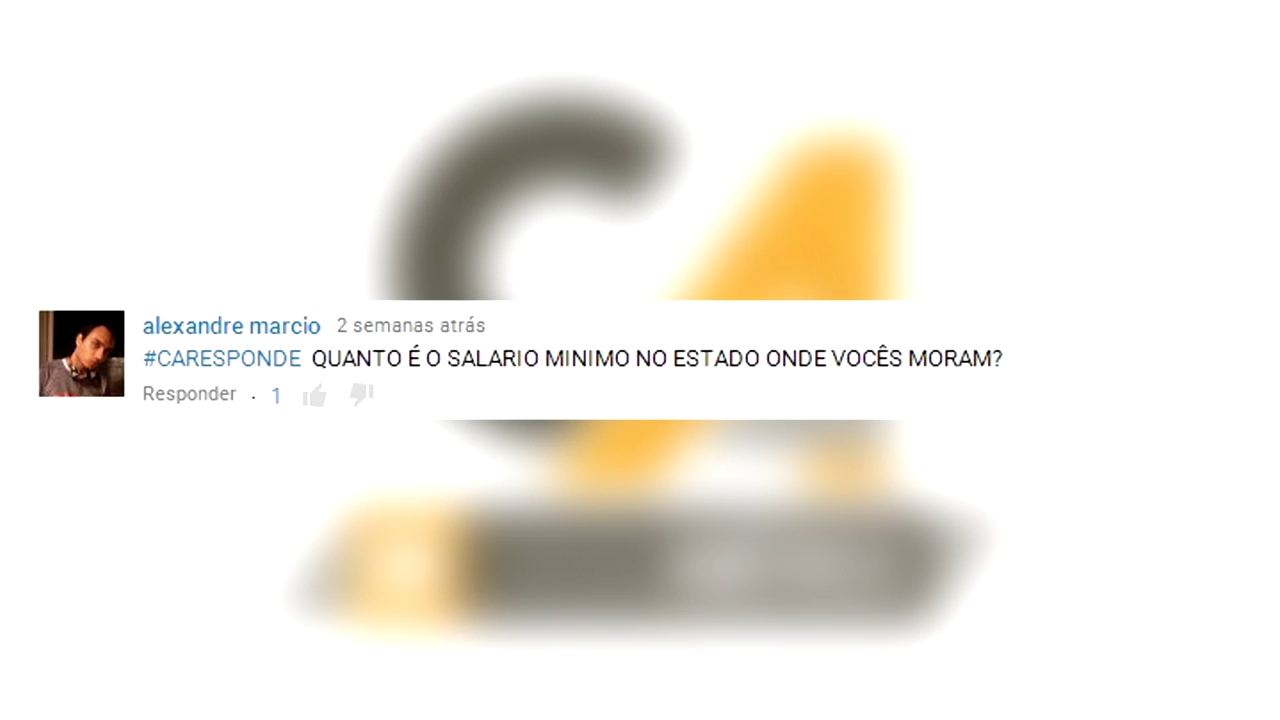 alexandre marcio 2 semanas atrás
#CARESPONDE QUANTO É O SALARIO MINIMO NO ESTADO ONDE VOCÊS MORAM?
Responder . 1